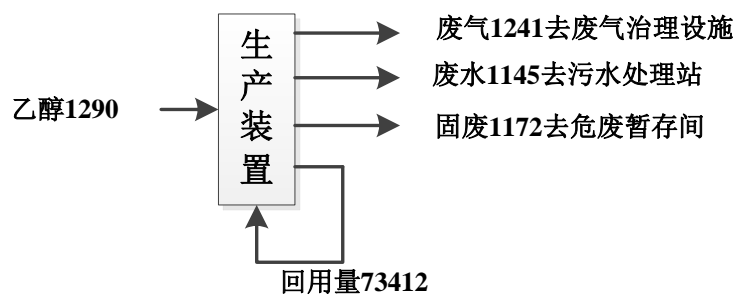 废气1241去废气治理设施
废水1145去污水处理站
固废1172去危废暂存间
乙醇1290
生产装置
回用量73412